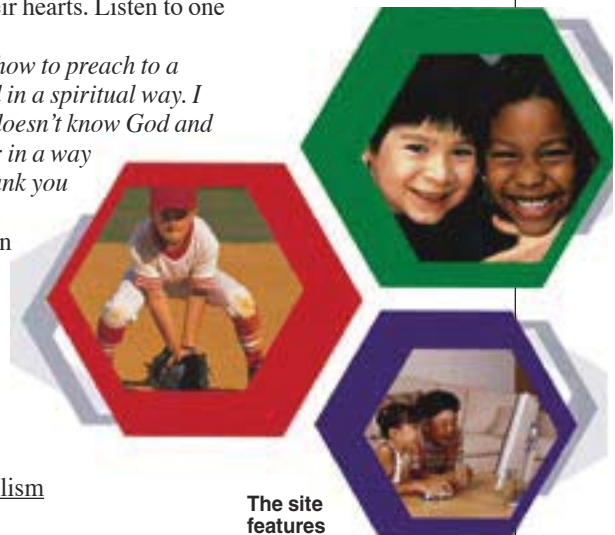 eir hearts. Listen to one
how to preach to a
in a spiritual way. I
doesn't know God and
in a way
nk you
n
lism
The site
features